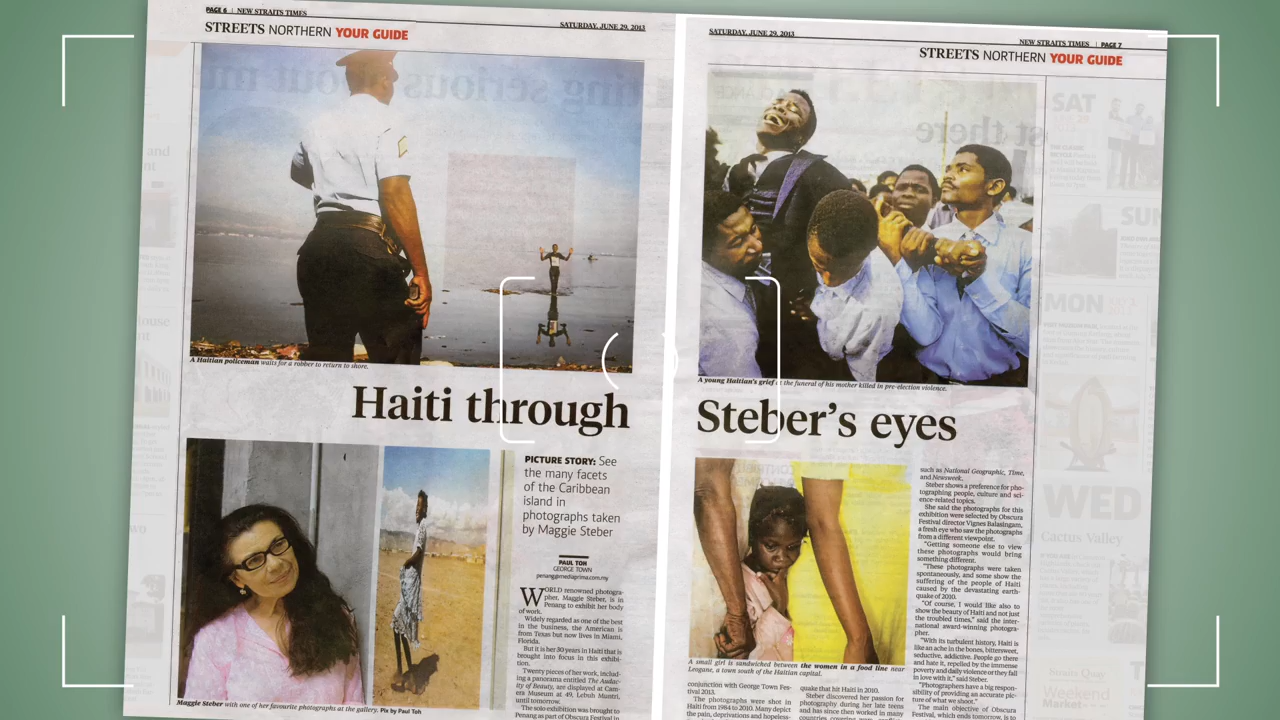 PAGE 6 | NEW STRAITS TIMES
SATURDAY, JUNE 29, 2013
STREETS NORTHERN YOUR GUIDE
A Haitian policeman waits for a robber to return to shore.
Haiti through
PICTURE STORY: See
the many facets
of the Caribbean
island in
photographs taken
by Maggie Steber
PAUL TOH
GEORGE TOWN
penang@mediaprima.com.my
WORLD renowned photogra-
pher, Maggie Steber, is in
Penang to exhibit her body
of work.
Widely regarded as one of the best
in the business, the American is
from Texas but now lives in Miami,
Florida.
But it is her 30 years in Haiti that is
brought into focus in this exhibi-
tion.
Twenty pieces of her work, includ-
ing a panorama entitled The Audac-
ity of Beauty, are displayed at Cam-
era Museum at 49, Lebuh Muntri,
until tomorrow.
The solo exhibition was brought to
Penang as part of Obscura Festival in
Maggie Steber with one of her favourite photographs at the gallery. Pix by Paul Toh
SATURDAY, JUNE 29, 2013
NEW STRAITS TIMES | PAGE 7
STREETS NORTHERN YOUR GUIDE
A young Haitian's grief at the funeral of his mother killed in pre-election violence.
Steber's eyes
A small girl is sandwiched between the women in a food line near
Leogane, a town south of the Haitian capital.
conjunction with George Town Fes-
tival 2013.
The photographs were shot in
Haiti from 1984 to 2010. Many depict
the pain, deprivations and hopeless-
quake that hit Haiti in 2010.
Steber discovered her passion for
photography during her late teens
and has since then worked in many
such as National Geographic, Time,
and Newsweek.
Steber shows a preference for pho-
tographing people, culture and sci-
ence-related topics.
She said the photographs for this
exhibition were selected by Obscura
Festival director Vignes Balasingam,
a fresh eye who saw the photographs
from a different viewpoint.
"Getting someone else to view
these photographs would bring
something different.
"These photographs were taken
spontaneously, and some show the
suffering of the people of Haiti
caused by the devastating earth-
quake of 2010.
"Of course, I would like also to
show the beauty of Haiti and not just
the troubled times," said the inter-
national award-winning photogra-
pher.
"With its turbulent history, Haiti is
like an ache in the bones, bittersweet,
seductive, addictive. People go there
and hate it, repelled by the immense
poverty and daily violence or they fall
in love with it," said Steber.
"Photographers have a big respon-
sibility of providing an accurate pic-
ture of what we shoot."
The main objective of Obscura
Festival, which ends tomorrow, is to
SAT
SUN
MON
WED
Cactus Valley